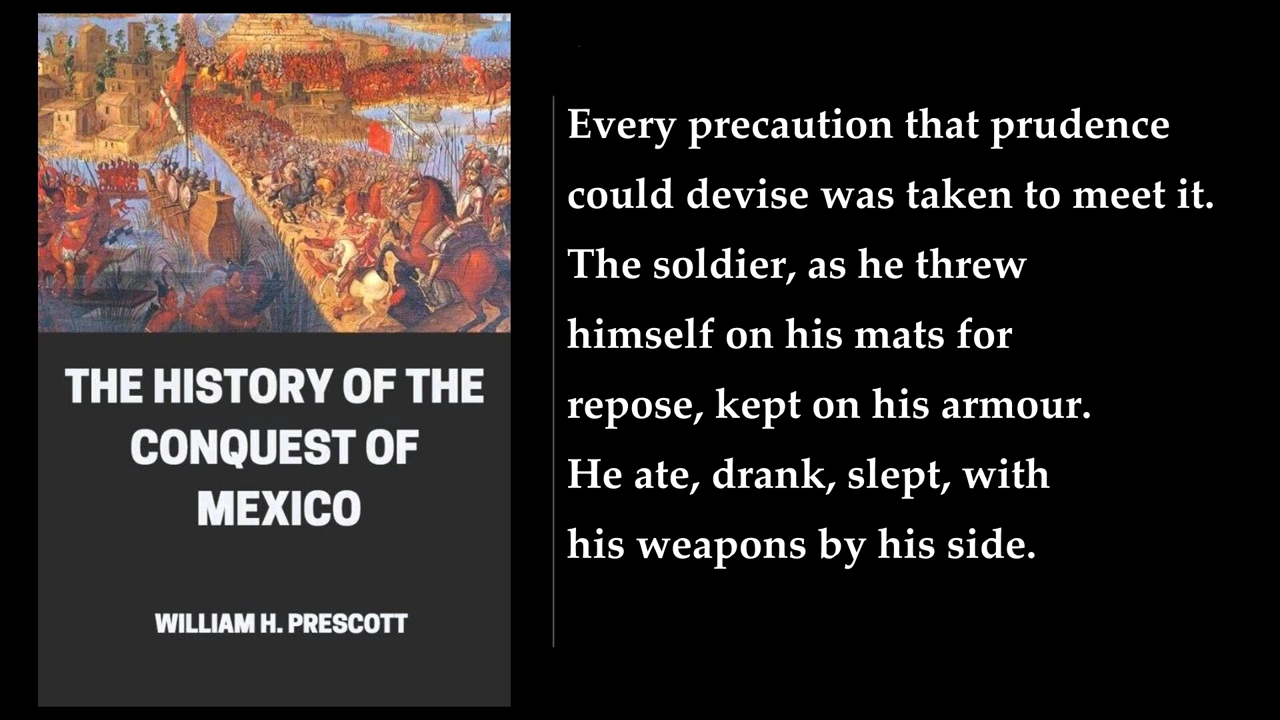 THE HISTORY OF THE
CONQUEST OF
MEXICO
WILLIAM H. PRESCOTT
Every precaution that prudence
could devise was taken to meet it.
The soldier, as he threw
himself on his mats for
repose, kept on his armour.
He ate, drank, slept, with
his weapons by his side.